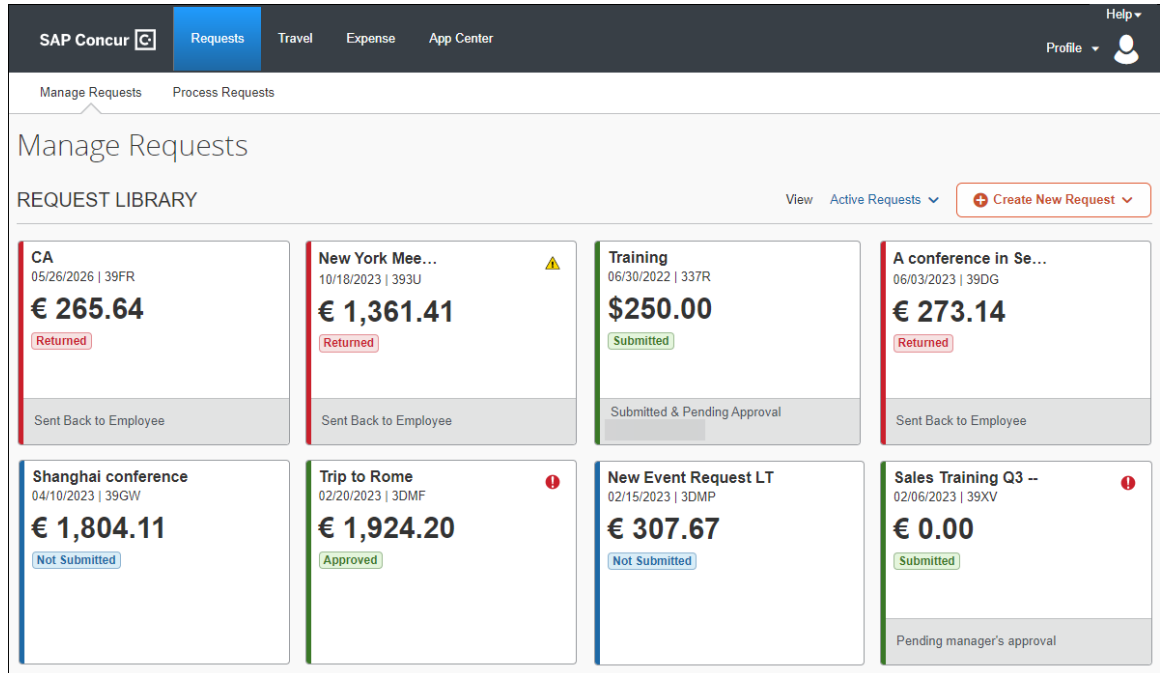 Help
SAP Concur
Requests
Travel
Expense
App Center
Profile
Manage Requests
Process Requests
Manage Requests
REQUEST LIBRARY
View
Active Requests
Create New Request
CA
05/26/2026 | 39FR
€ 265.64
Returned
Sent Back to Employee
New York Mee…
10/18/2023 | 393U
€ 1,361.41
Returned
Sent Back to Employee
Training
06/30/2022 | 337R
$250.00
Submitted
Submitted & Pending Approval
A conference in Se…
06/03/2023 | 39DG
€ 273.14
Returned
Sent Back to Employee
Shanghai conference
04/10/2023 | 39GW
€ 1,804.11
Not Submitted
Trip to Rome
02/20/2023 | 3DMF
€ 1,924.20
Approved
New Event Request LT
02/15/2023 | 3DMP
€ 307.67
Not Submitted
Sales Training Q3 --
02/06/2023 | 39XV
€ 0.00
Submitted
Pending manager's approval